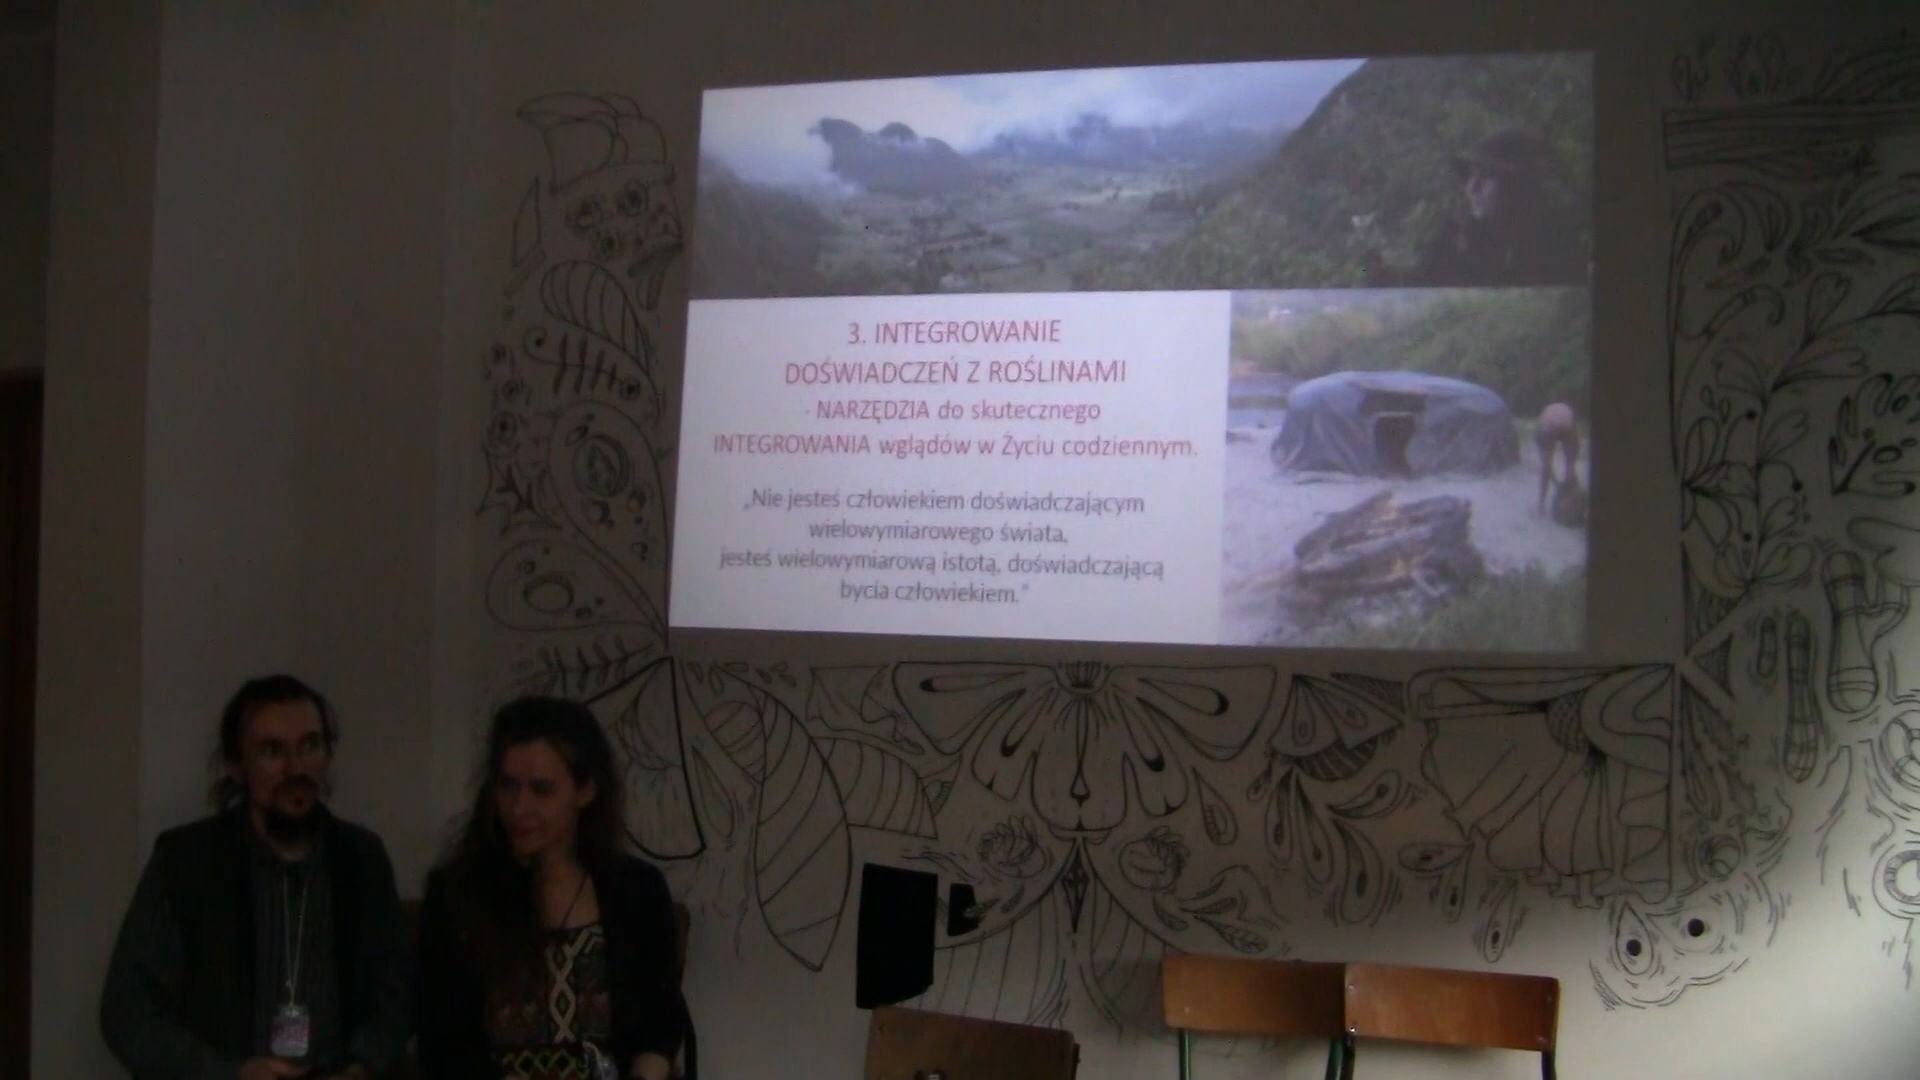 3. INTEGROWANIE
DOŚWIADCZEŃ Z ROŚLINAMI
- NARZĘDZIA do skutecznego
INTEGROWANIA wglądów w Życiu codziennym.
„Nie jesteś człowiekiem doświadczającym
wielowymiarowego świata,
jesteś wielowymiarową istotą, doświadczającą
bycia człowiekiem.”